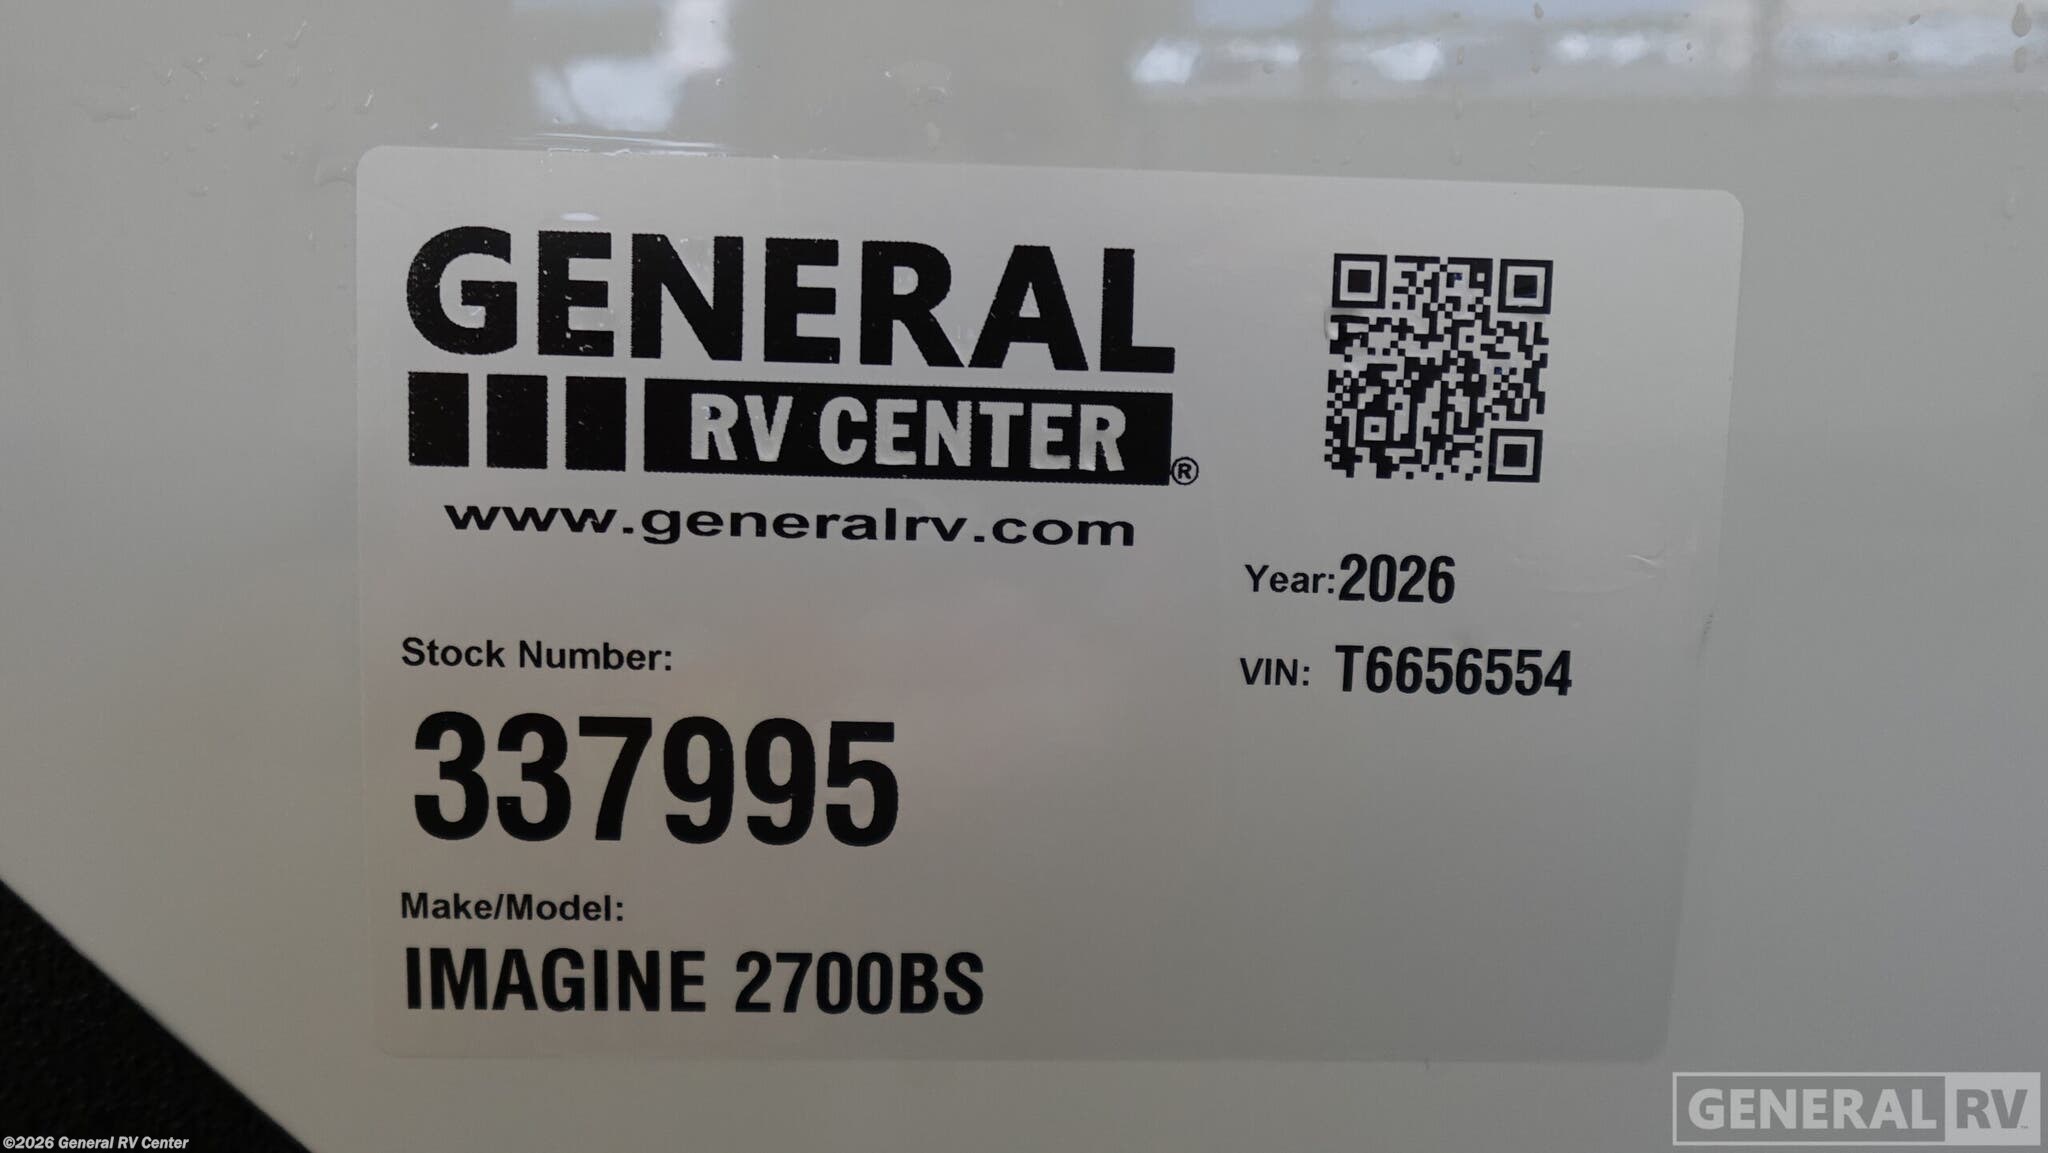 GENERAL
RV CENTER®
www.generalrv.com
Year: 2026
VIN: T6656554
Stock Number:
337995
Make/Model:
IMAGINE 2700BS
©2026 General RV Center
GENERAL RV™